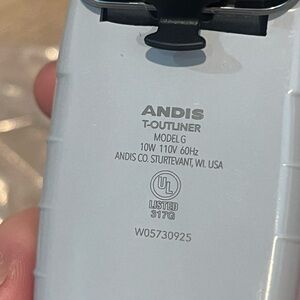 ANDIS
T-OUTLINER
MODEL G
10W 110V 60Hz
ANDIS CO. STURTEVANT, WI. USA
UL
LISTED
317G
W05730925